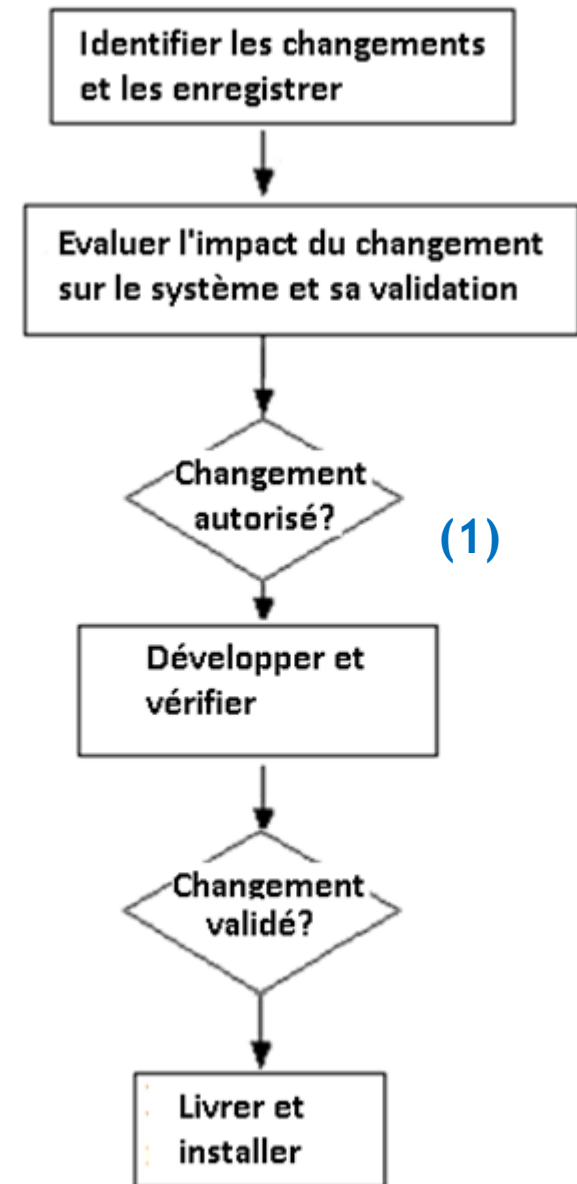 Identifier les changements
et les enregistrer
Evaluer l'impact du changement
sur le système et sa validation
Changement
autorisé?
(1)
Développer et
vérifier
Changement
validé?
Livrer et
installer